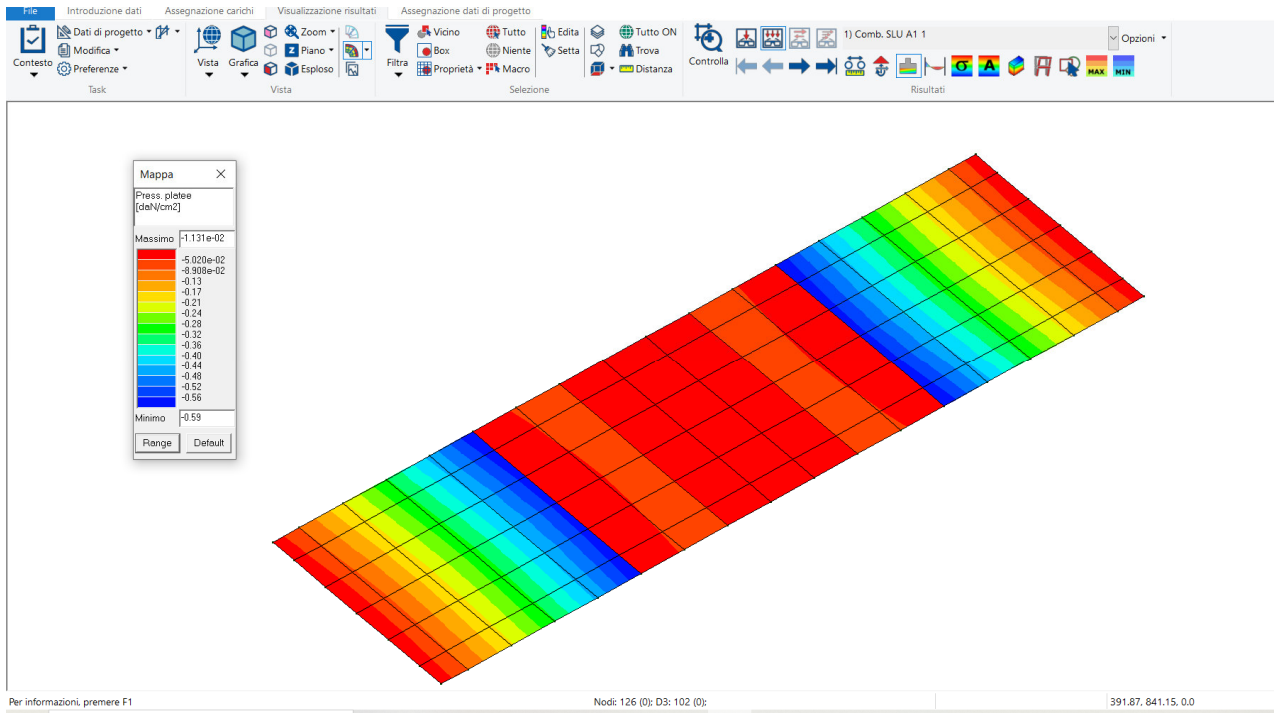 File Introduzione dati Assegnazione carichi Visualizzazione risultati Assegnazione dati di progetto
Contesto
Dati di progetto
Modifica
Preferenze
Task
Vista
Grafica
Zoom
Piano
Esploso
Vista
Filtra
Vicino
Box
Proprietà
Tutto
Niente
Macro
Edita
Setta
Tutto ON
Trova
Distanza
Selezione
Controlla
1) Comb. SLU A1 1
Opzioni
σ
A
MAX
MIN
Risultati
Mappa
Press. platee
[daN/cm2]
Massimo -1.131e-02
-5.020e-02
-8.908e-02
-0.13
-0.17
-0.21
-0.24
-0.28
-0.32
-0.36
-0.40
-0.44
-0.48
-0.52
-0.56
Minimo -0.59
Range Default
Per informazioni, premere F1
Nodi: 126 (0); D3: 102 (0);
391.87, 841.15, 0.0